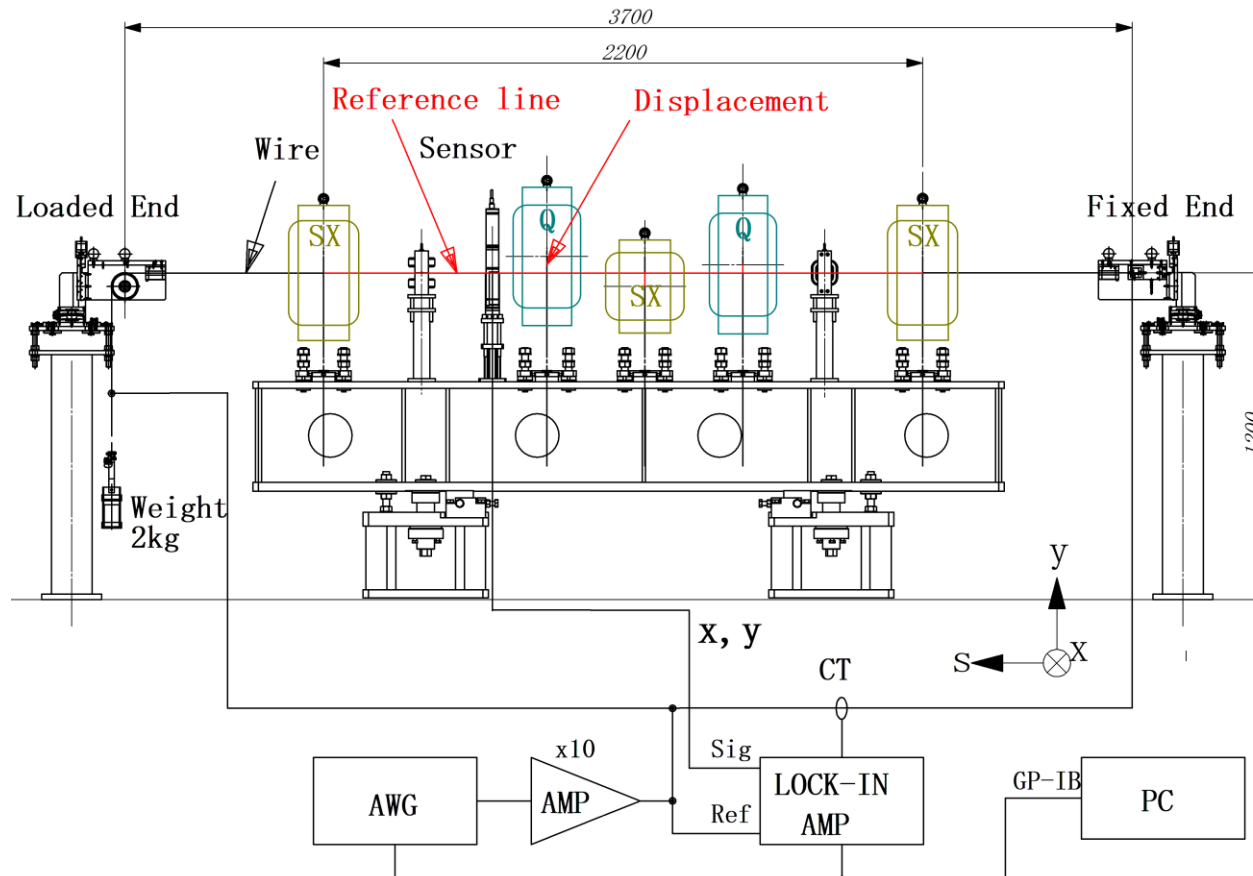 3700
2200
Reference line
Displacement
Wire
Sensor
Loaded End
Fixed End
SX
Q
SX
Q
SX
Weight
2kg
1200
y
x, y
S
X
CT
x10
Sig
AWG
AMP
LOCK-IN
AMP
Ref
GP-IB
PC